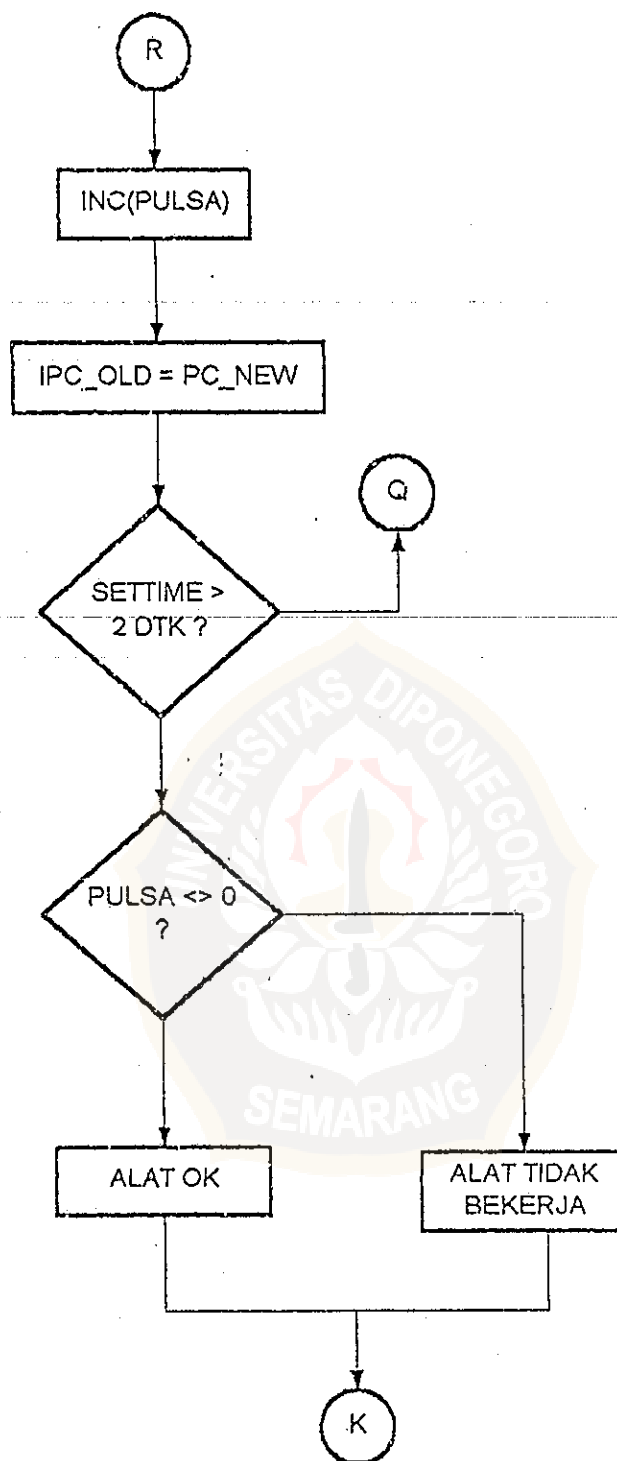 R
INC(PULSA)
IPC_OLD = PC_NEW
Q
SETTIME >
2 DTK ?
UNIVERSITAS DIPONEGORO
PULSA <> 0
?
SEMARANG
ALAT OK
ALAT TIDAK
BEKERJA
K